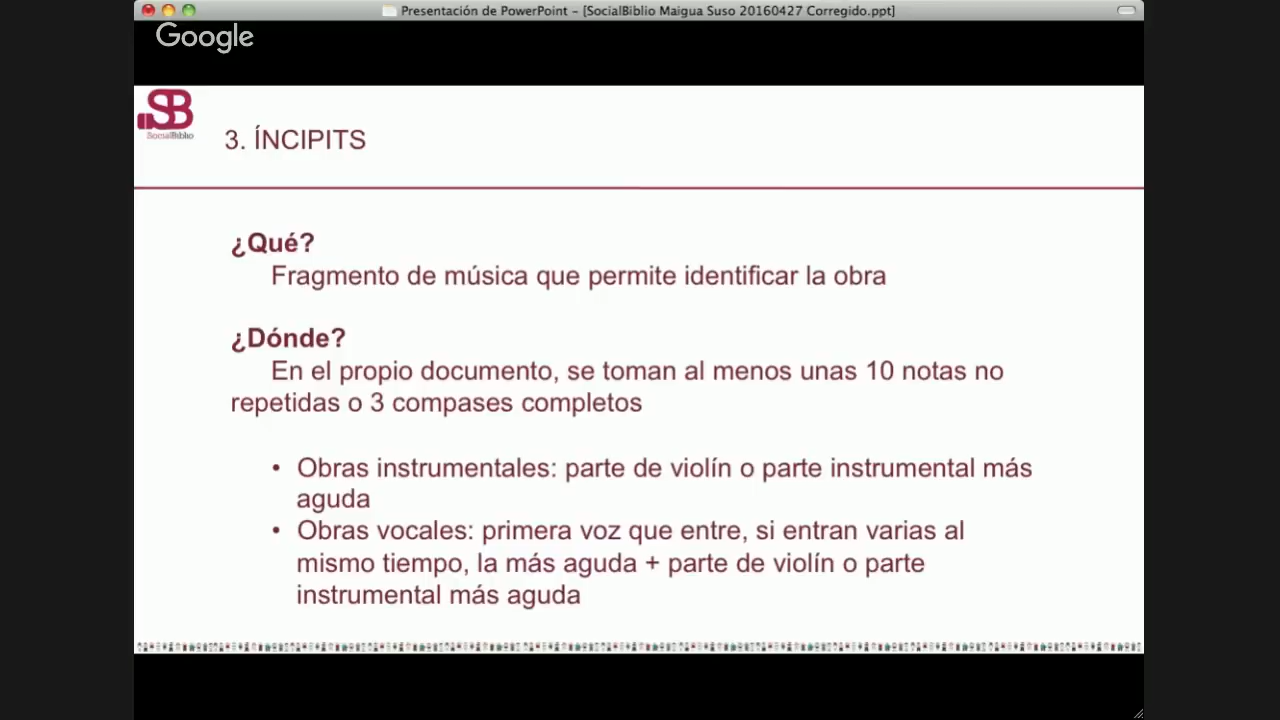 Presentación de PowerPoint – [SocialBiblio Maigua Suso 20160427 Corregido.ppt]
Google
SB
SocialBiblio
3. ÍNCIPITS
¿Qué?
Fragmento de música que permite identificar la obra
¿Dónde?
En el propio documento, se toman al menos unas 10 notas no
repetidas o 3 compases completos
• Obras instrumentales: parte de violín o parte instrumental más
aguda
• Obras vocales: primera voz que entre, si entran varias al
mismo tiempo, la más aguda + parte de violín o parte
instrumental más aguda